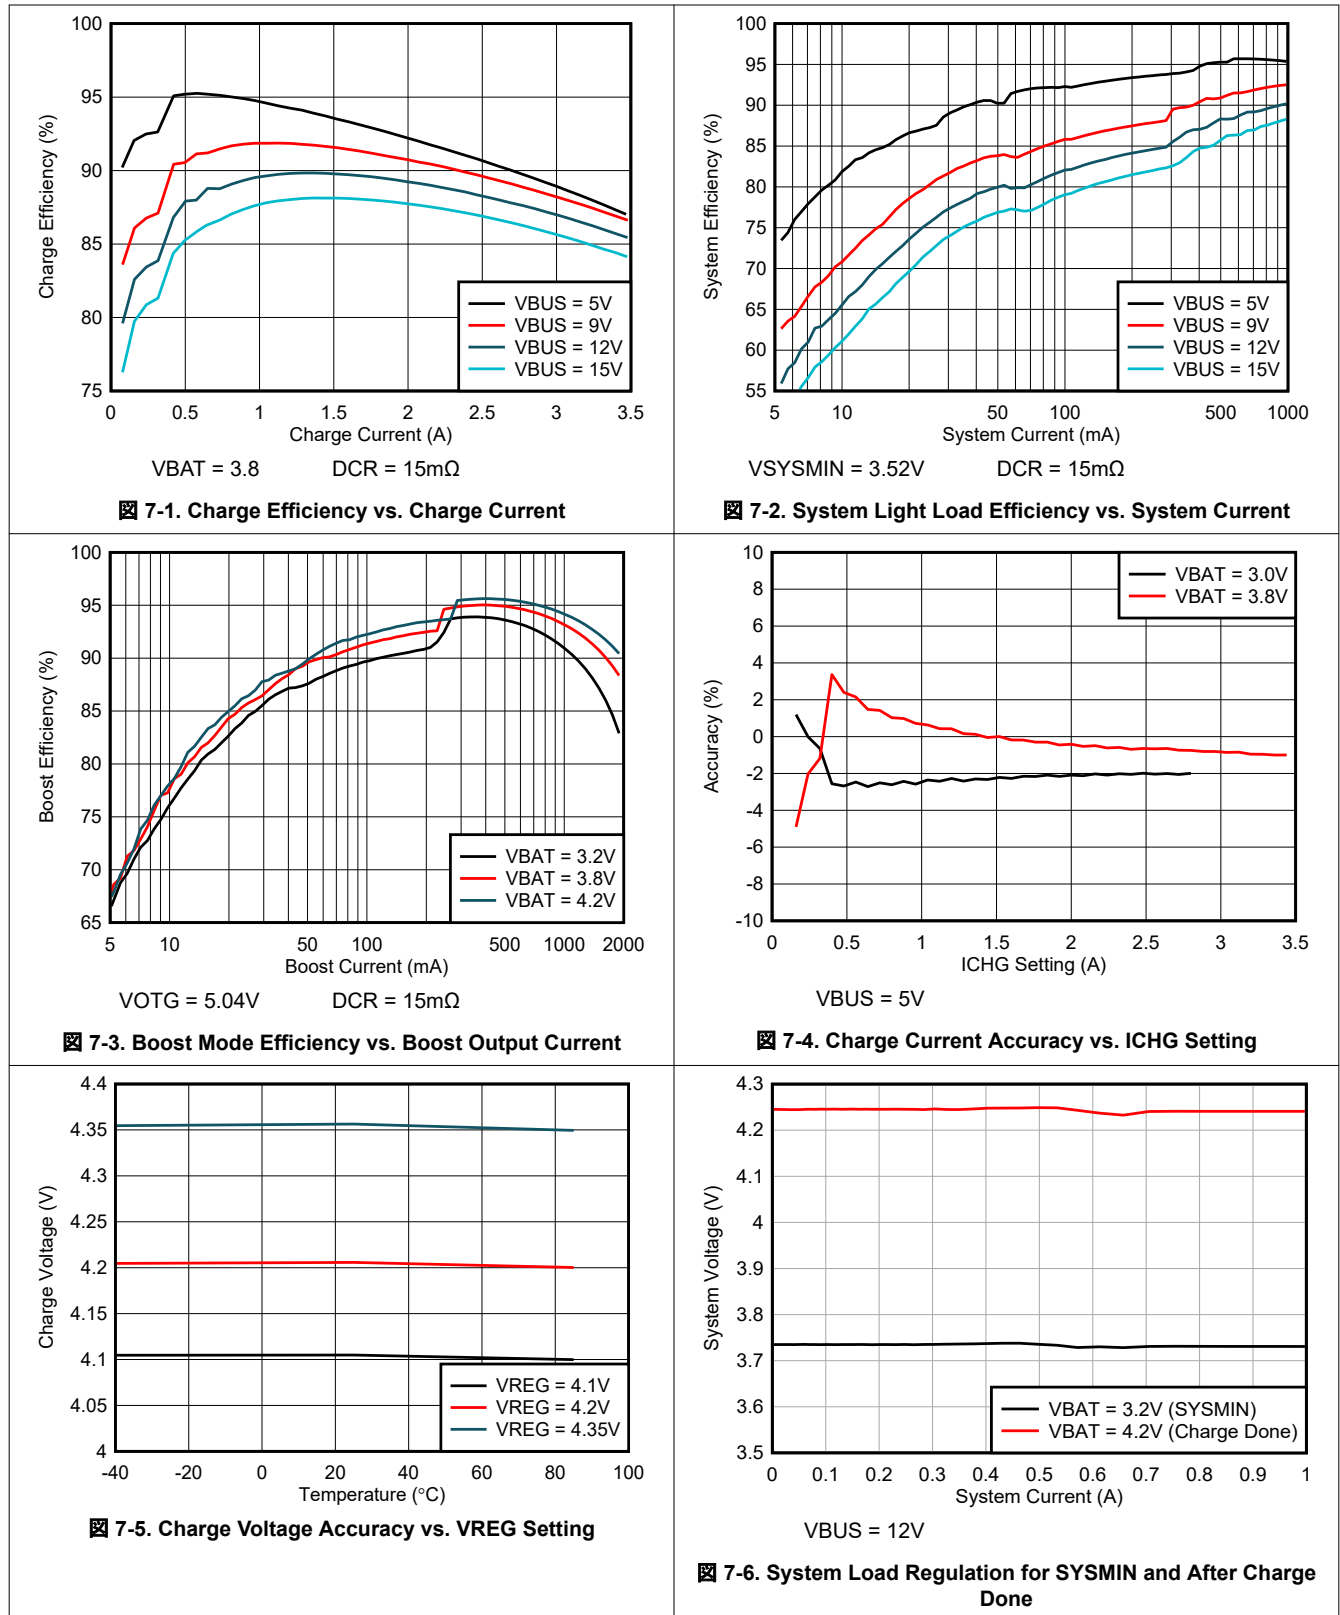 100
95
90
85
80
75
0 0.5 1 1.5 2 2.5 3 3.5
Charge Current (A)
Charge Efficiency (%)
VBUS = 5V
VBUS = 9V
VBUS = 12V
VBUS = 15V
VBAT = 3.8 DCR = 15mΩ
図 7-1. Charge Efficiency vs. Charge Current
100
95
90
85
80
75
70
65
60
55
5 10 50 100 500 1000
System Current (mA)
System Efficiency (%)
VBUS = 5V
VBUS = 9V
VBUS = 12V
VBUS = 15V
VSYSMIN = 3.52V DCR = 15mΩ
図 7-2. System Light Load Efficiency vs. System Current
100
95
90
85
80
75
70
65
5 10 50 100 500 1000 2000
Boost Current (mA)
Boost Efficiency (%)
VBAT = 3.2V
VBAT = 3.8V
VBAT = 4.2V
VOTG = 5.04V DCR = 15mΩ
図 7-3. Boost Mode Efficiency vs. Boost Output Current
10
8
6
4
2
0
-2
-4
-6
-8
-10
0 0.5 1 1.5 2 2.5 3 3.5
ICHG Setting (A)
Accuracy (%)
VBAT = 3.0V
VBAT = 3.8V
VBUS = 5V
図 7-4. Charge Current Accuracy vs. ICHG Setting
4.4
4.35
4.3
4.25
4.2
4.15
4.1
4.05
4
-40 -20 0 20 40 60 80 100
Temperature (°C)
Charge Voltage (V)
VREG = 4.1V
VREG = 4.2V
VREG = 4.35V
図 7-5. Charge Voltage Accuracy vs. VREG Setting
4.3
4.2
4.1
4
3.9
3.8
3.7
3.6
3.5
0 0.1 0.2 0.3 0.4 0.5 0.6 0.7 0.8 0.9 1
System Current (A)
System Voltage (V)
VBAT = 3.2V (SYSMIN)
VBAT = 4.2V (Charge Done)
VBUS = 12V
図 7-6. System Load Regulation for SYSMIN and After Charge
Done